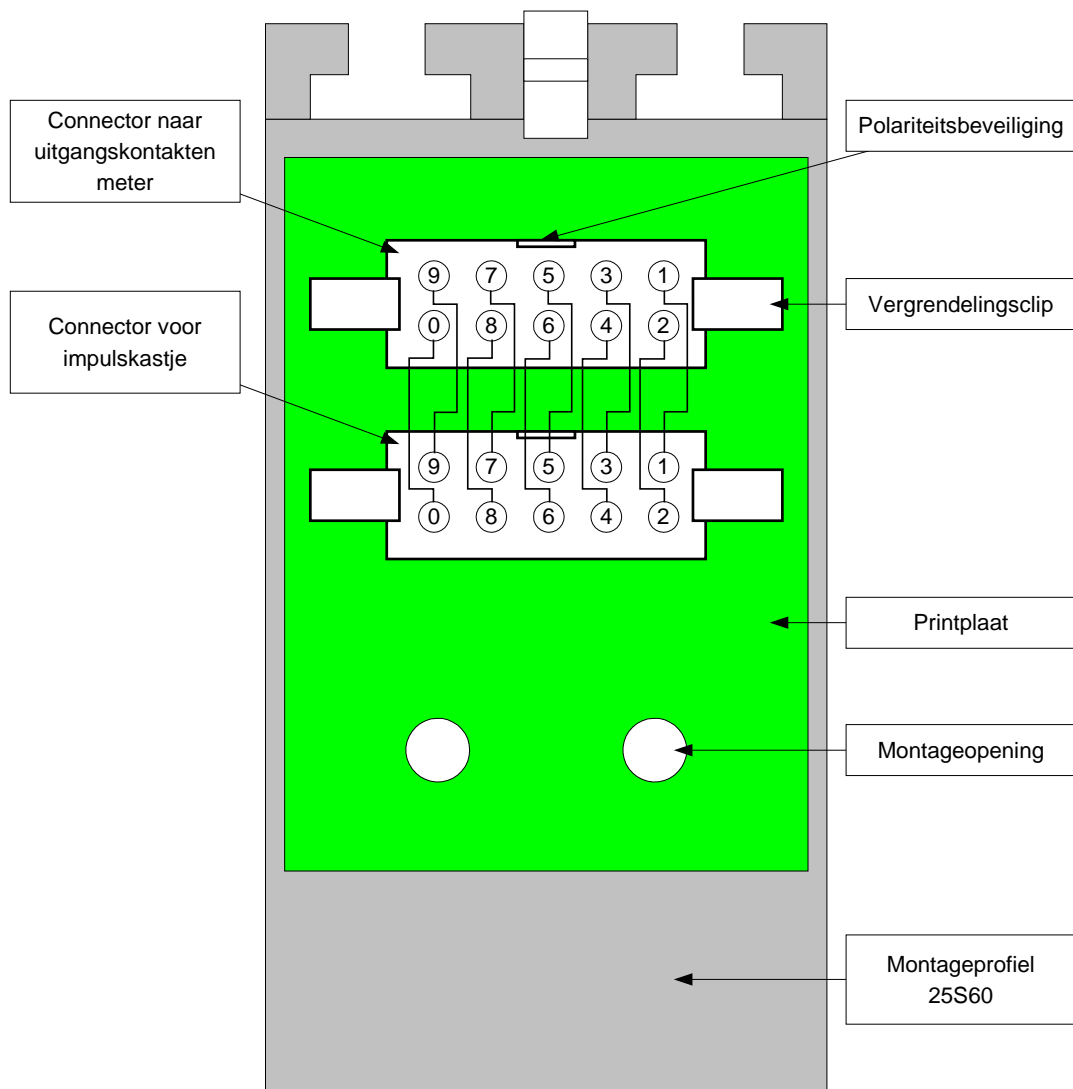 Connector naar
uitgangskontakten
meter
Polariteitsbeveiliging
9 7 5 3 1
0 8 6 4 2
Vergrendelingsclip
Connector voor
impulskastje
9 7 5 3 1
0 8 6 4 2
Printplaat
Montageopening
Montageprofiel
25S60